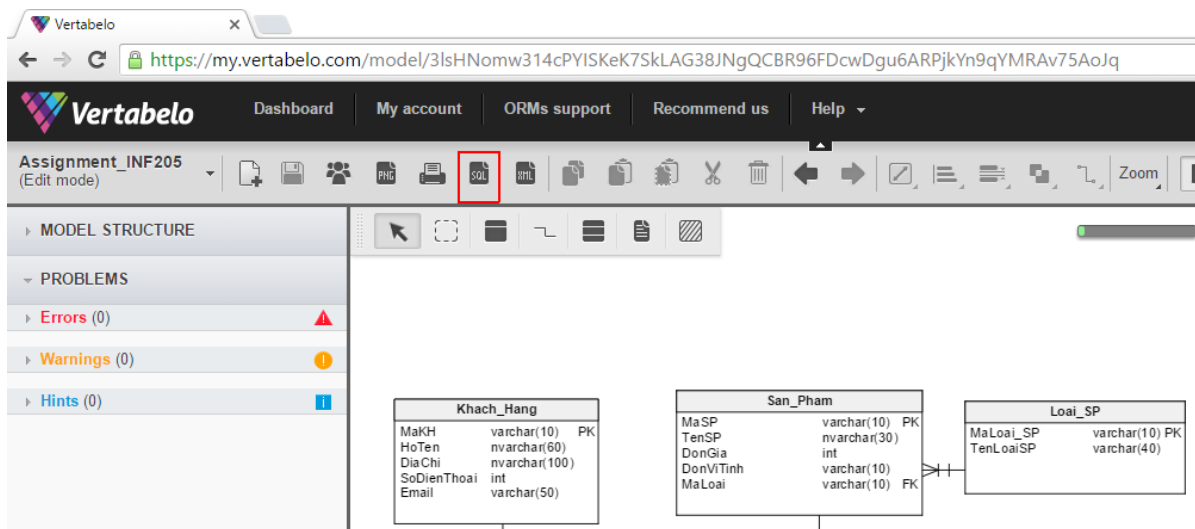 Vertabelo
https://my.vertabelo.com/model/3lsHNomw314cPYISKeK7SkLAG38JNgQCBR96FDcwDgu6ARPjkYn9qYMRAv75AoJq
Vertabelo Dashboard My account ORMs support Recommend us Help
Assignment_INF205
(Edit mode)
PNG SQL XML Zoom
MODEL STRUCTURE
PROBLEMS
Errors (0)
Warnings (0)
Hints (0)
Khach_Hang
MaKH varchar(10) PK
HoTen nvarchar(60)
DiaChi nvarchar(100)
SoDienThoai int
Email varchar(50)
San_Pham
MaSP varchar(10) PK
TenSP nvarchar(30)
DonGia int
DonViTinh varchar(10)
MaLoai varchar(10) FK
Loai_SP
MaLoai_SP varchar(10) PK
TenLoaiSP varchar(40)